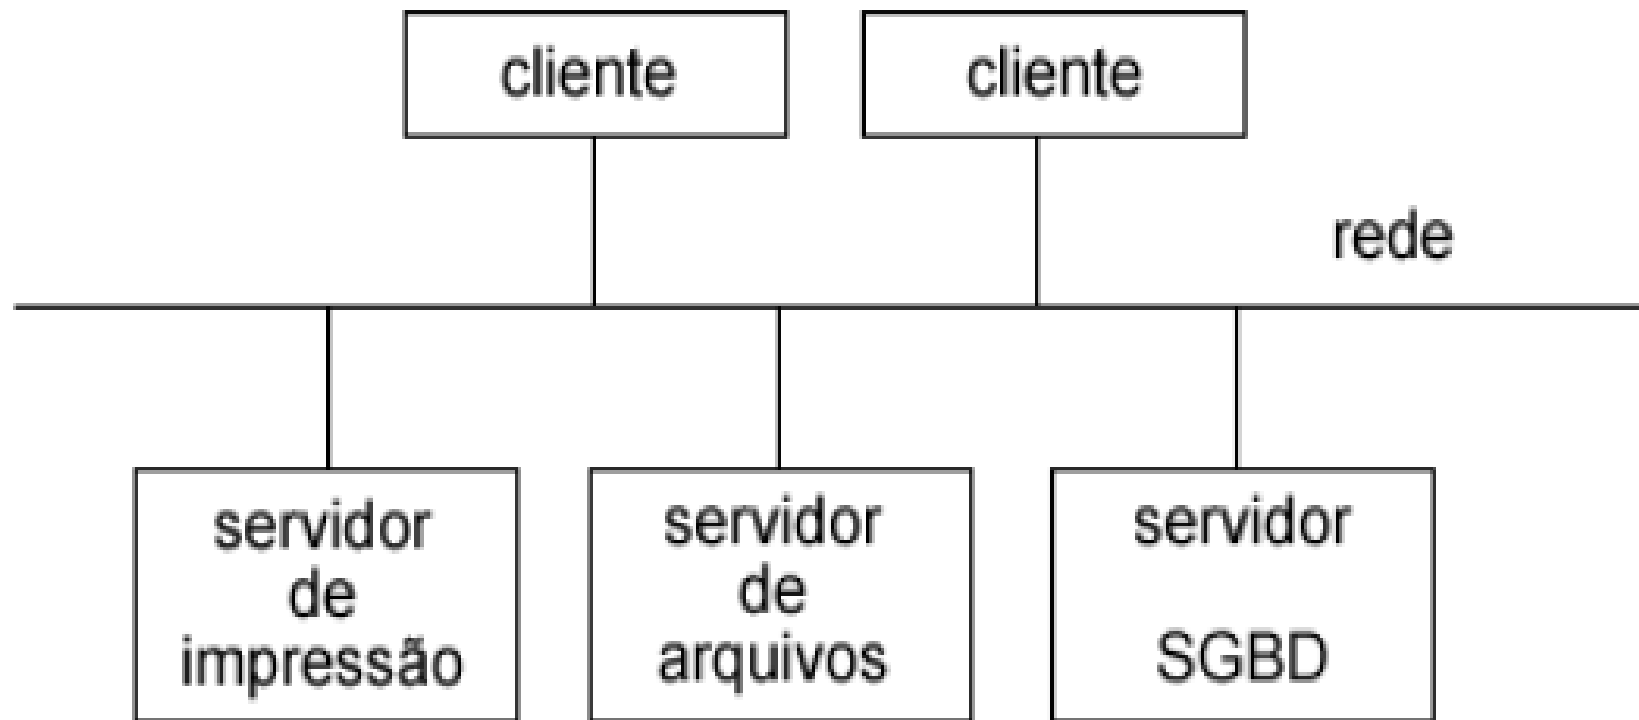 cliente
cliente
rede
servidor
de
impressão
servidor
de
arquivos
servidor
SGBD